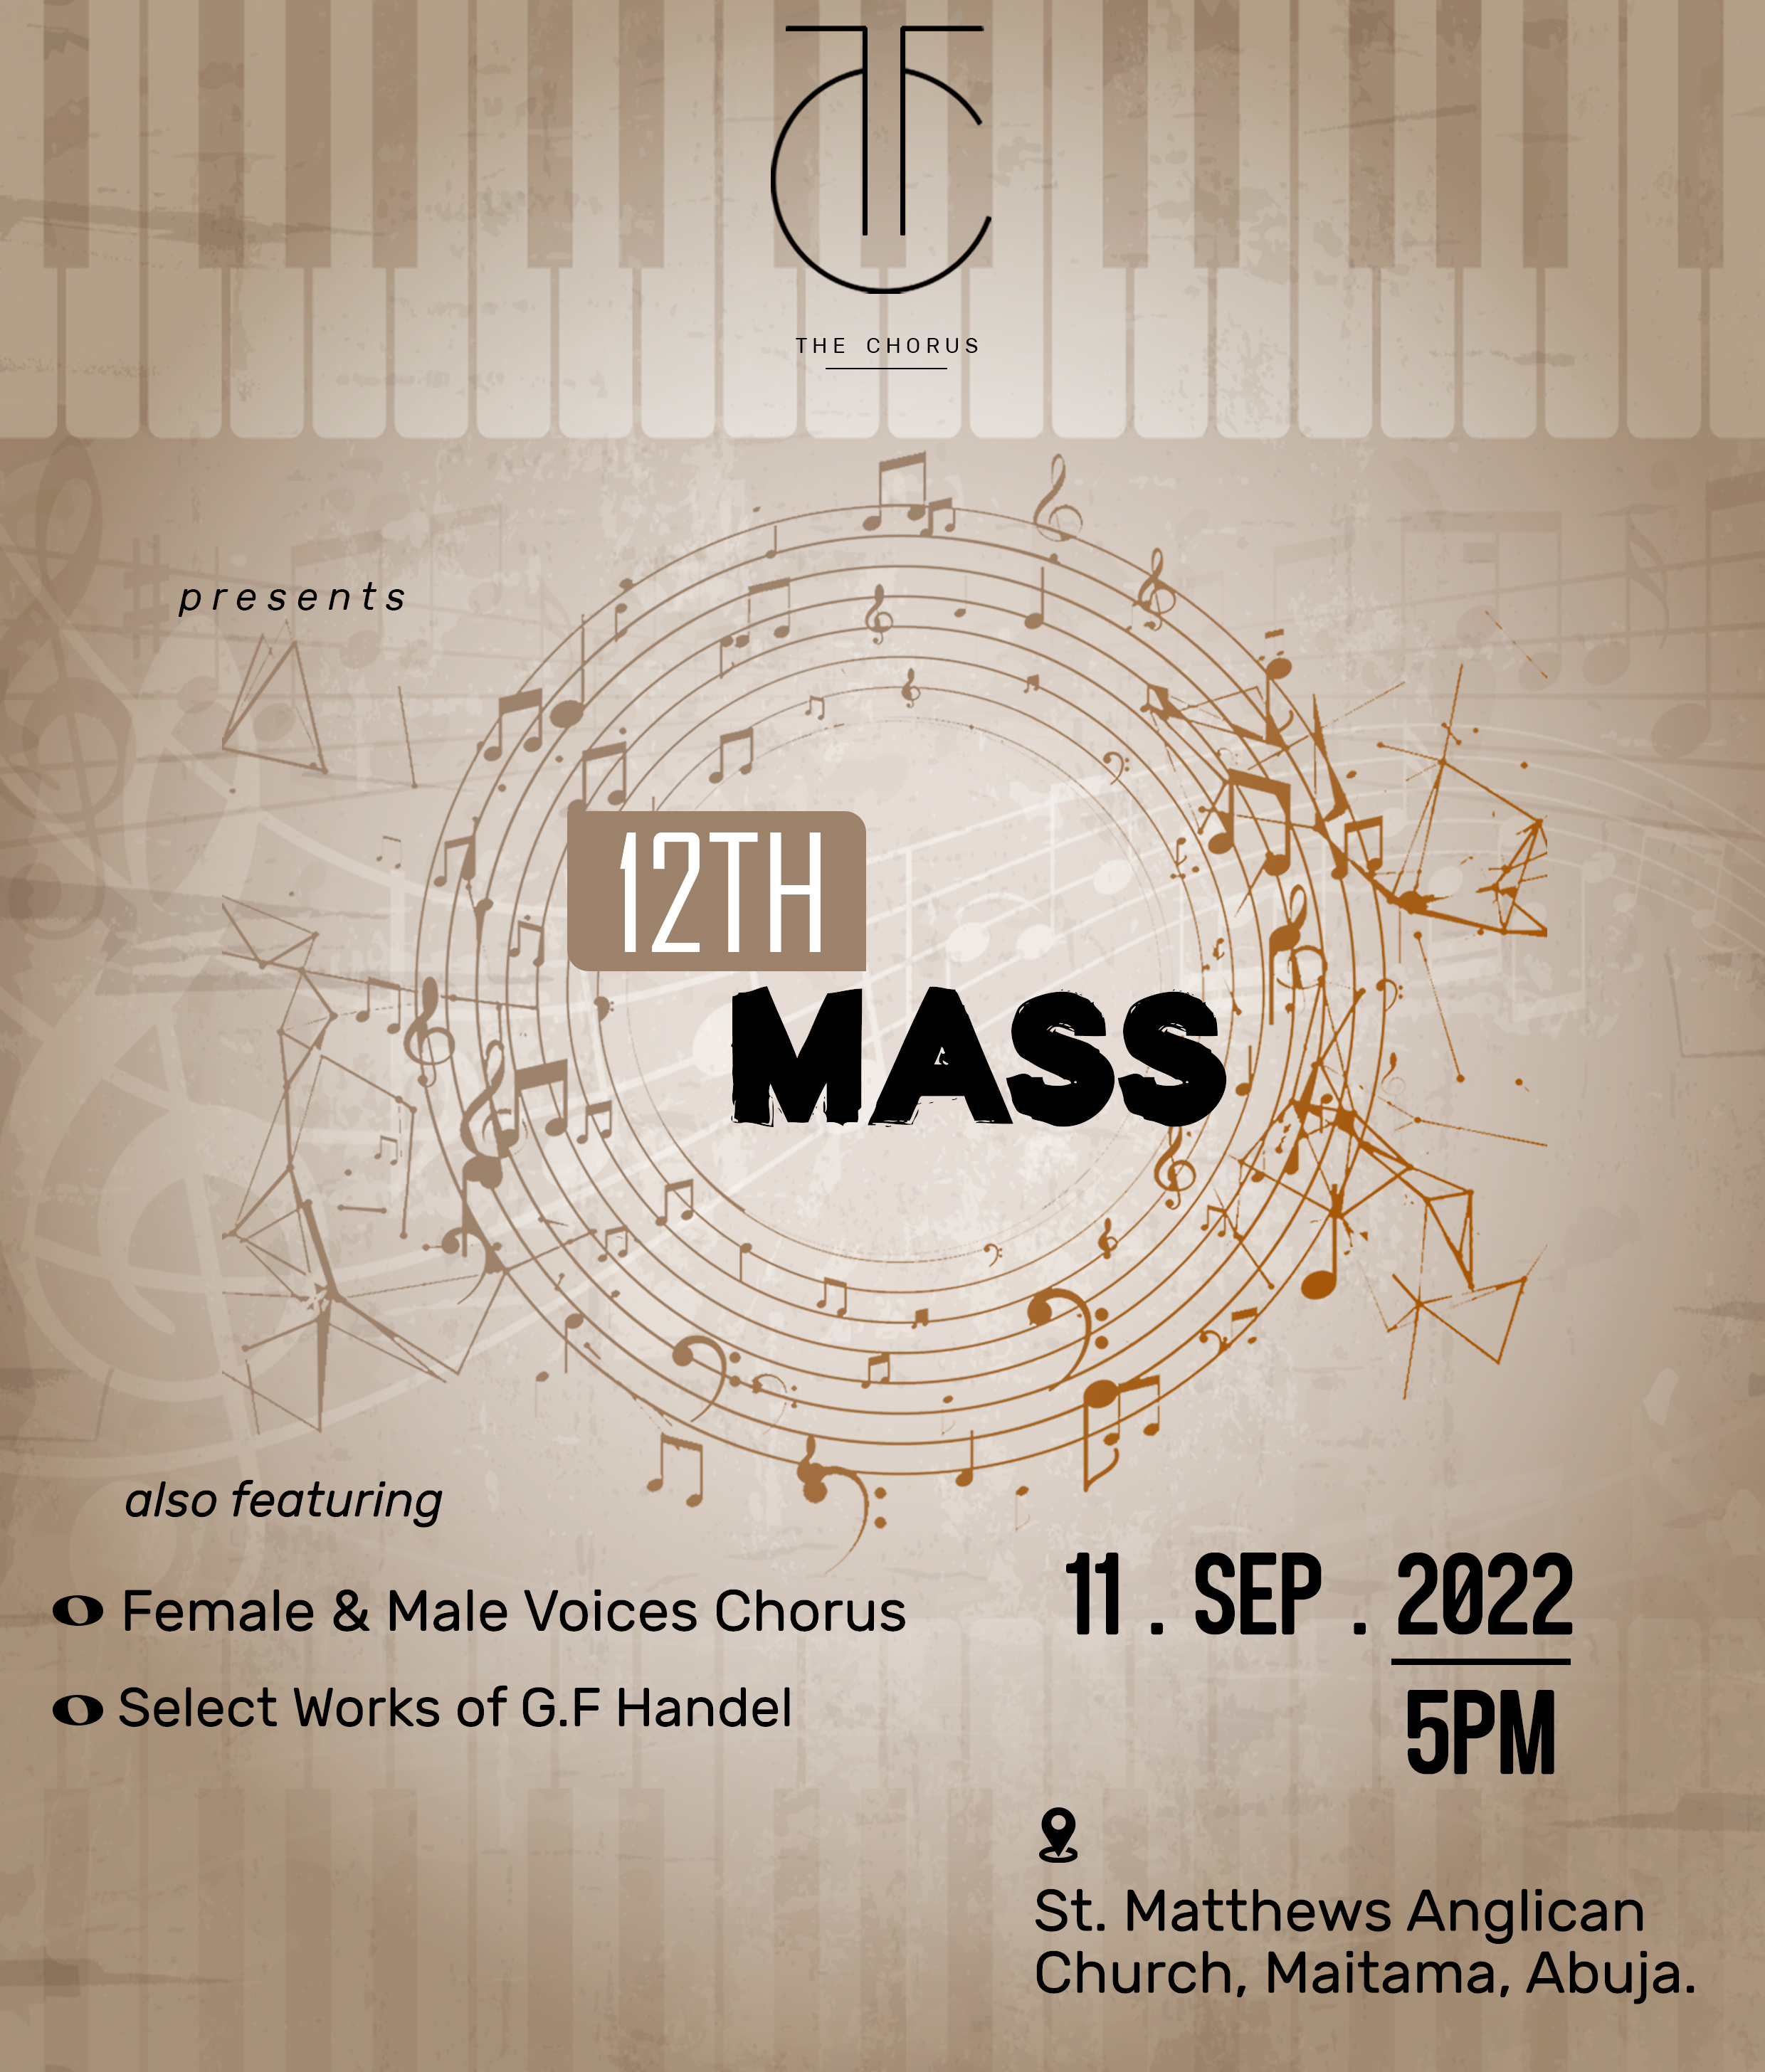 THE CHORUS
presents
12TH
MASS
also featuring
Female & Male Voices Chorus
Select Works of G.F Handel
11 . SEP . 2022
5PM
St. Matthews Anglican
Church, Maitama, Abuja.